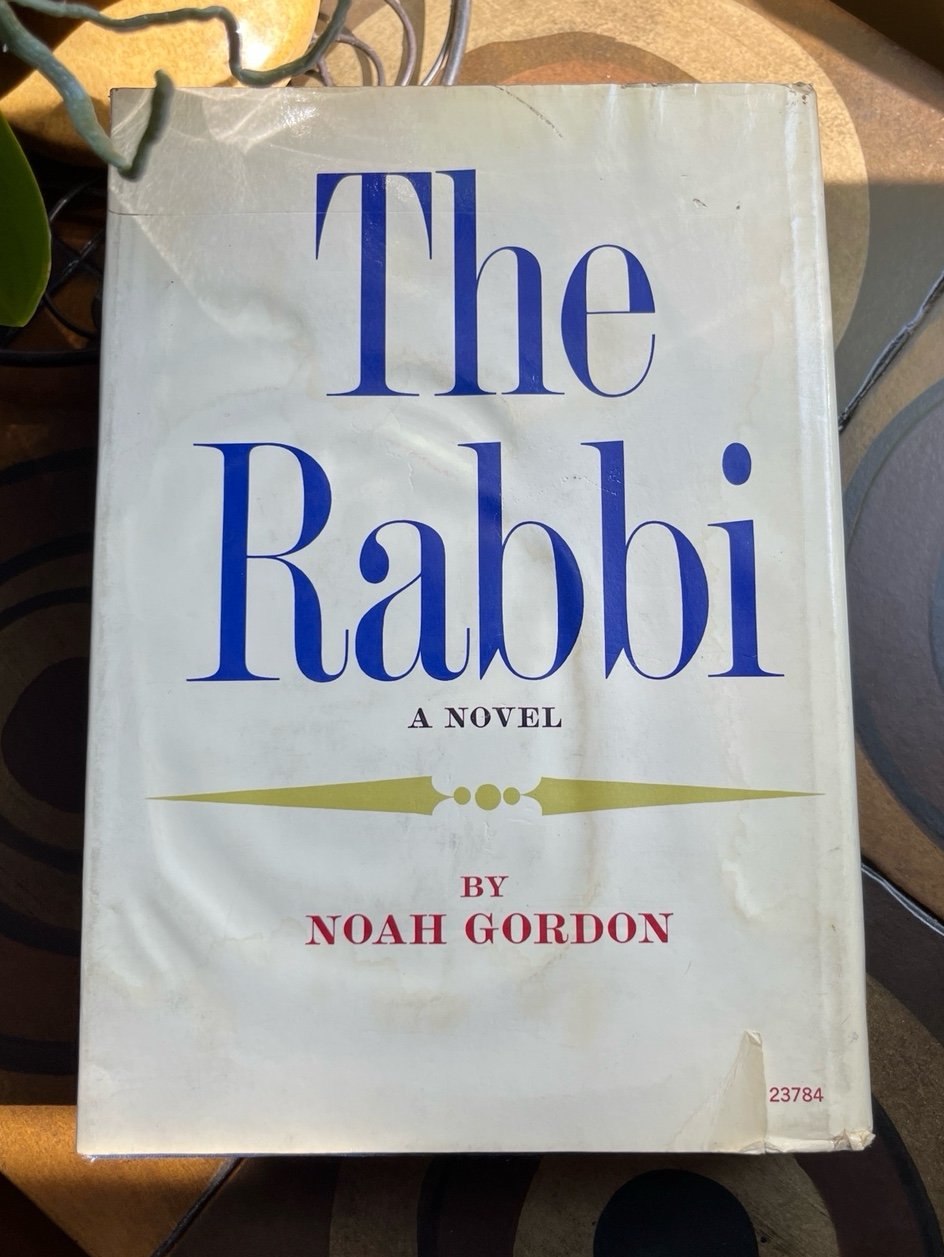 The
Rabbi
A NOVEL
BY
NOAH GORDON
23784